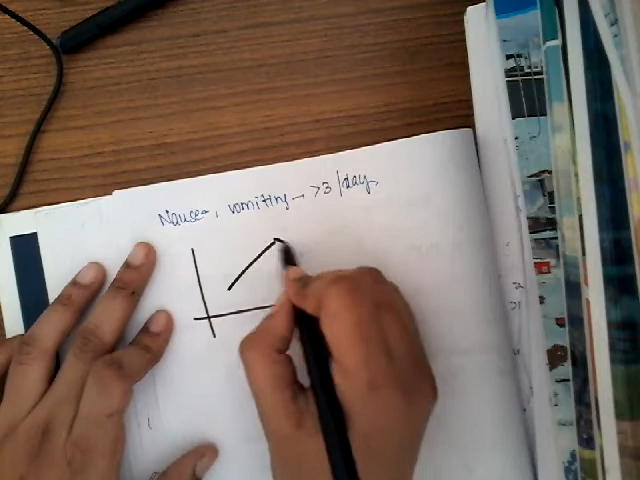 Nausea, vomiting → >3/day,